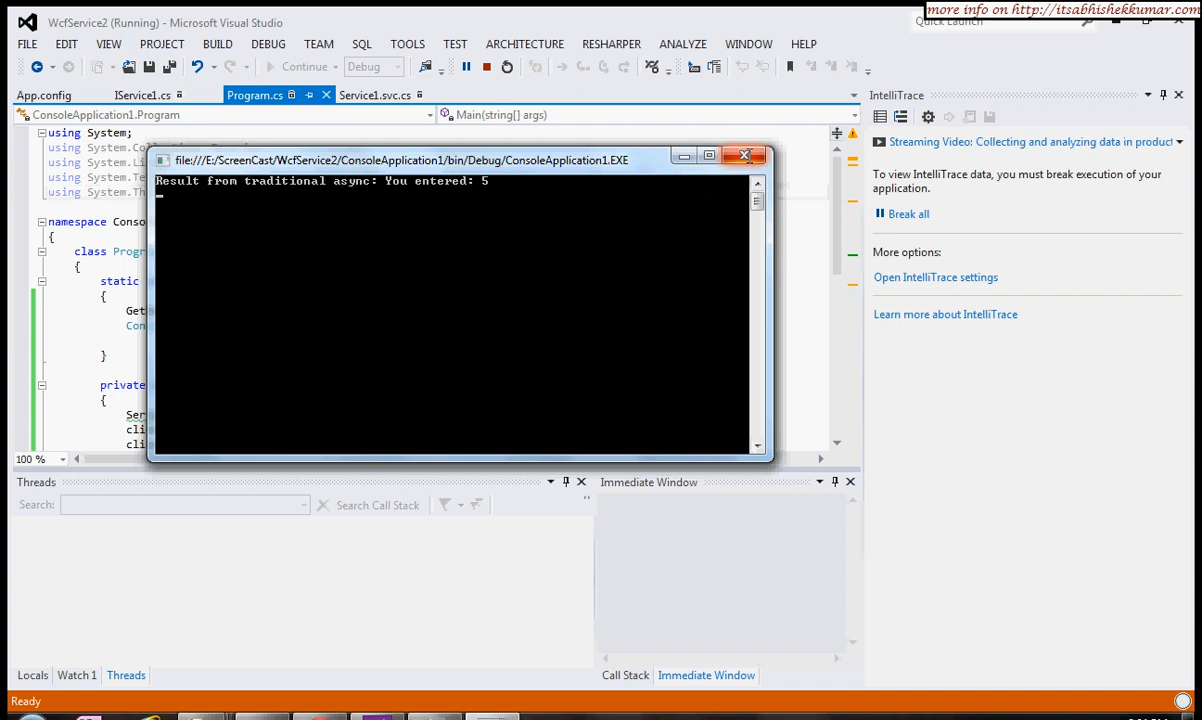 more info on http://itsabhishekkumar.com
WcfService2 (Running) - Microsoft Visual Studio
Quick Launch
FILE EDIT VIEW PROJECT BUILD DEBUG TEAM SQL TOOLS TEST ARCHITECTURE RESHARPER ANALYZE WINDOW HELP
Continue Debug
App.config IService1.cs Program.cs Service1.svc.cs
ConsoleApplication1.Program Main(string[] args)
using System;
using System.
using System.Li
using System.Te
using System.Th
file:///E:/ScreenCast/WcfService2/ConsoleApplication1/bin/Debug/ConsoleApplication1.EXE
Result from traditional async: You entered: 5
namespace Conso
{
class Progr
{
static
{
Get
Con
}
private
{
Ser
cli
cli
100 %
IntelliTrace
Streaming Video: Collecting and analyzing data in product
To view IntelliTrace data, you must break execution of your
application.
Break all
More options:
Open IntelliTrace settings
Learn more about IntelliTrace
Threads
Search: Search Call Stack
Immediate Window
Locals Watch 1 Threads
Call Stack Immediate Window
Ready